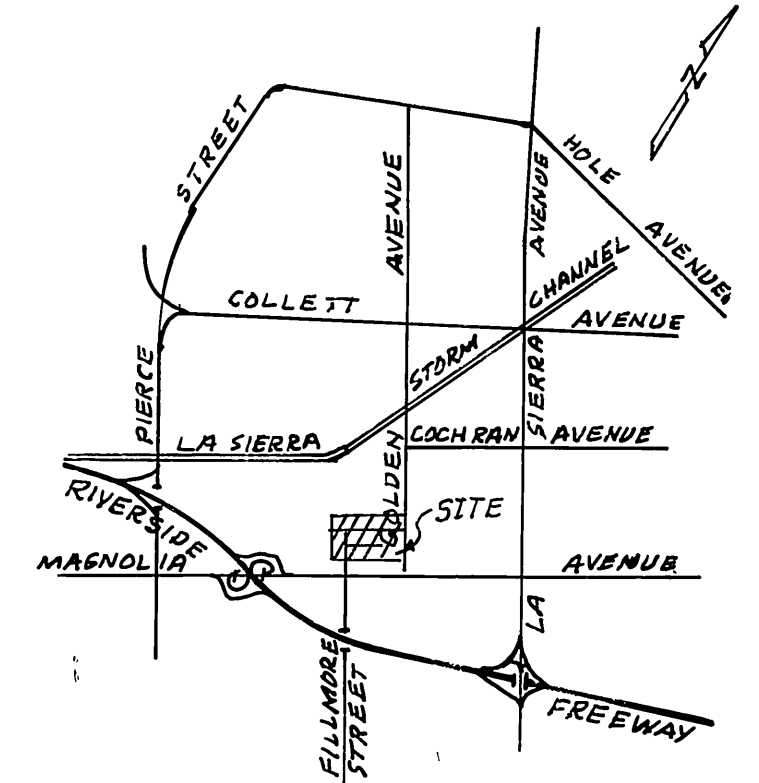 N
STREET
AVENUE
AVENUE
HOLE
AVENUE
CHANNEL
COLLETT
AVENUE
STORM
SIERRA
PIERCE
LA SIERRA
COCHRAN AVENUE
GOLDEN
SITE
RIVERSIDE
MAGNOLIA
AVENUE
LA
FILLMORE
STREET
FREEWAY